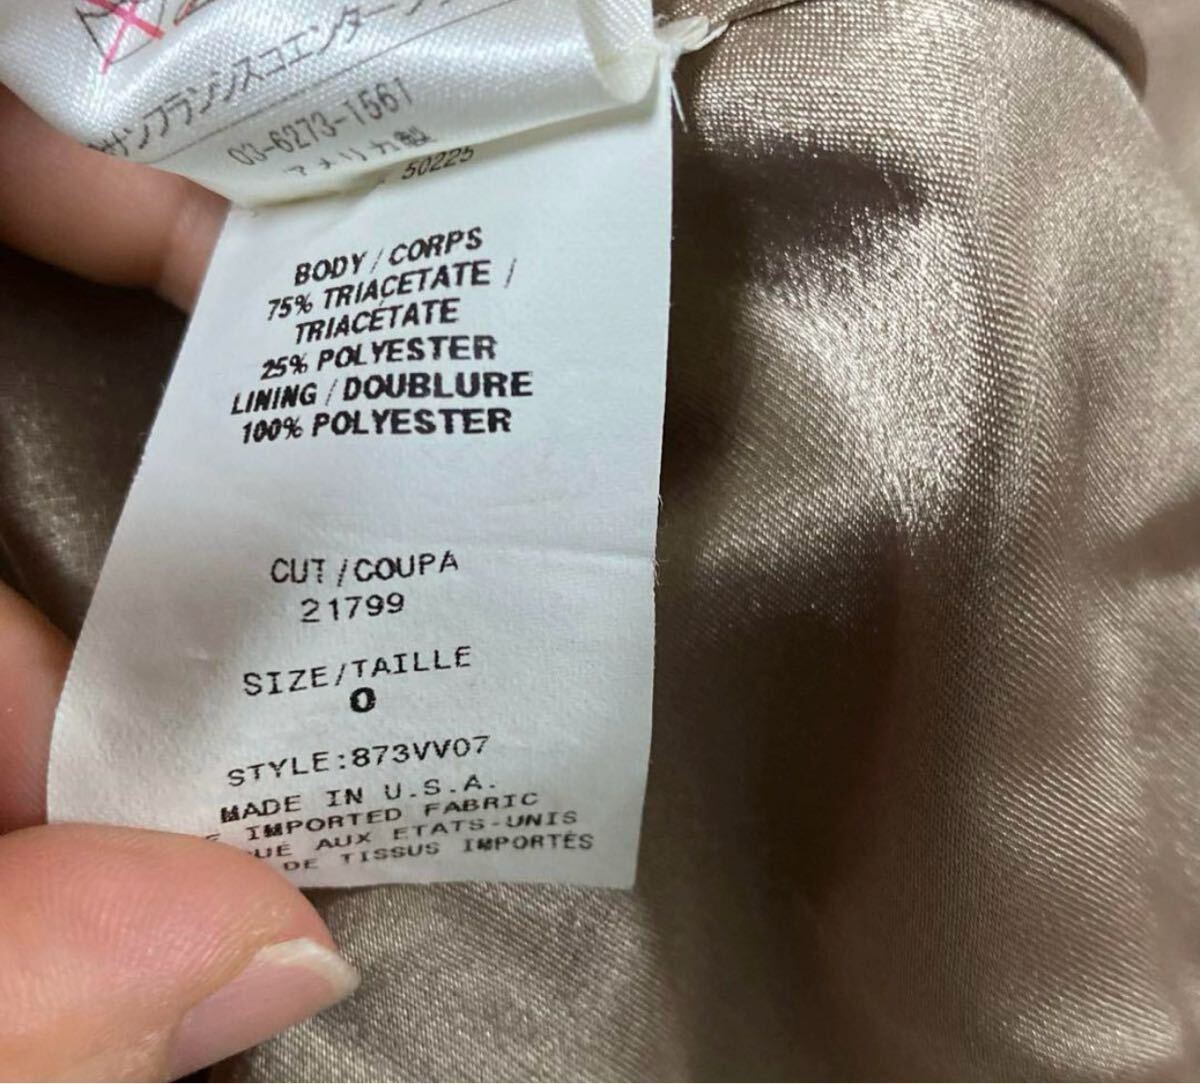 サンフランシスコエンター
03-6273-1561
アメリカ製
50225
BODY/CORPS
75% TRIACETATE /
TRIACÉTATE
25% POLYESTER
LINING/DOUBLURE
100% POLYESTER
CUT/COUPA
21799
SIZE/TAILLE
0
STYLE:873VV07
MADE IN U.S.A.
IMPORTED FABRIC
UÉ AUX ETATS-UNIS
DE TISSUS IMPORTÉS